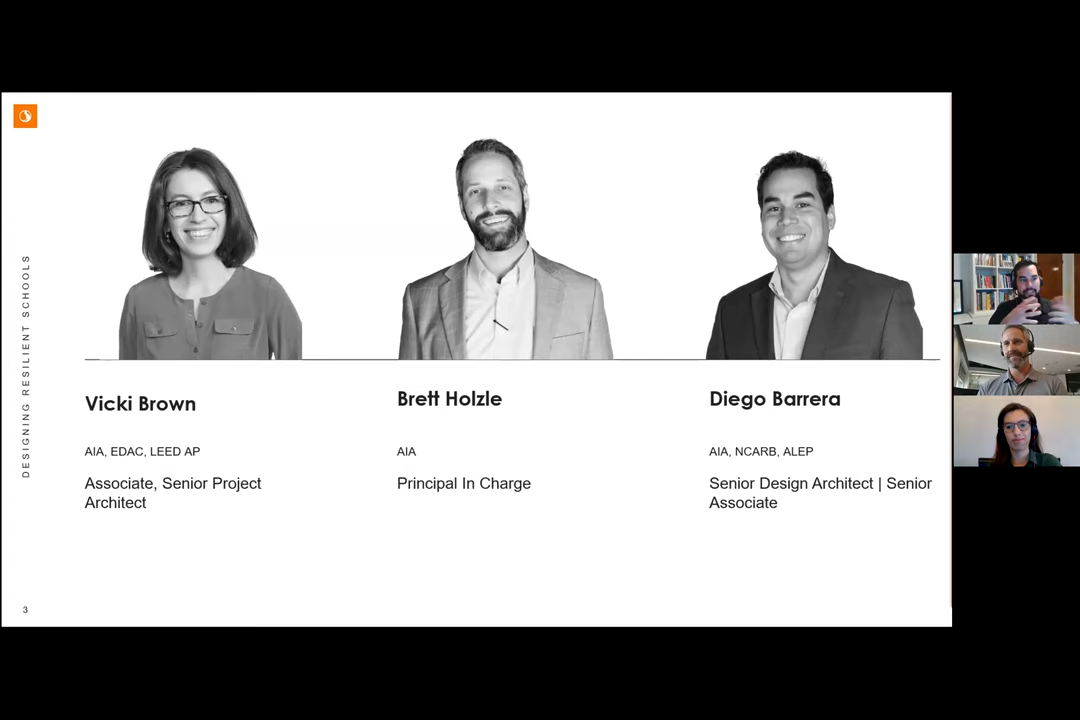 DESIGNING RESILIENT SCHOOLS
Vicki Brown
AIA, EDAC, LEED AP
Associate, Senior Project
Architect
Brett Holzle
AIA
Principal In Charge
Diego Barrera
AIA, NCARB, ALEP
Senior Design Architect | Senior
Associate
3